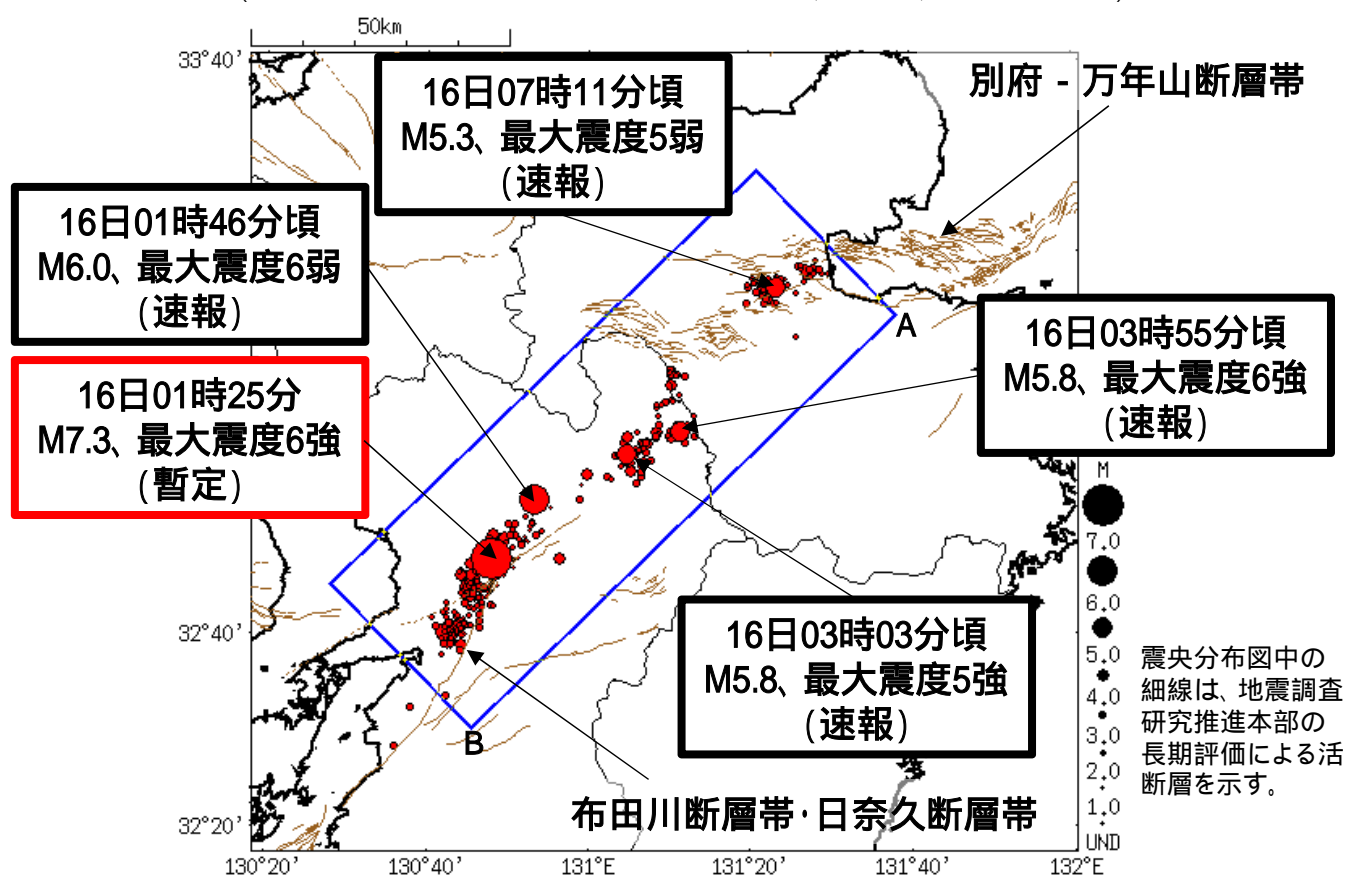 50km
33°40'
別府 - 万年山断層帯
16日07時11分頃
M5.3、最大震度5弱
(速報)
16日01時46分頃
M6.0、最大震度6弱
(速報)
A
16日03時55分頃
M5.8、最大震度6強
(速報)
16日01時25分
M7.3、最大震度6強
(暫定)
M
7.0
6.0
5.0
4.0
3.0
2.0
1.0
UND
32°40'
16日03時03分頃
M5.8、最大震度5強
(速報)
震央分布図中の
細線は、地震調査
研究推進本部の
長期評価による活
断層を示す。
B
布田川断層帯・日奈久断層帯
32°20'
130°20'
130°40'
131°E
131°20'
131°40'
132°E